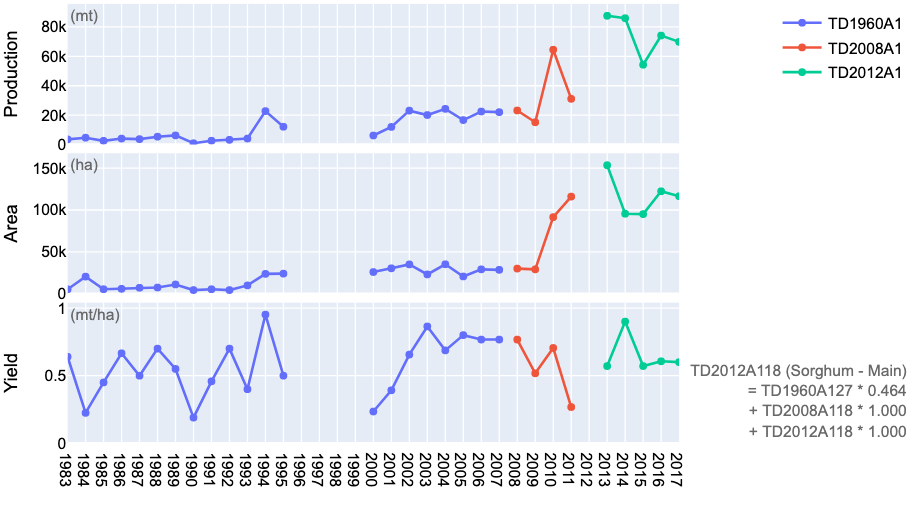 Production
(mt)
80k
60k
40k
20k
0
TD1960A1
TD2008A1
TD2012A1
Area
(ha)
150k
100k
50k
0
Yield
(mt/ha)
1
0.5
0
TD2012A118 (Sorghum - Main)
= TD1960A127 * 0.464
+ TD2008A118 * 1.000
+ TD2012A118 * 1.000
1983
1984
1985
1986
1987
1988
1989
1990
1991
1992
1993
1994
1995
1996
1997
1998
1999
2000
2001
2002
2003
2004
2005
2006
2007
2008
2009
2010
2011
2012
2013
2014
2015
2016
2017